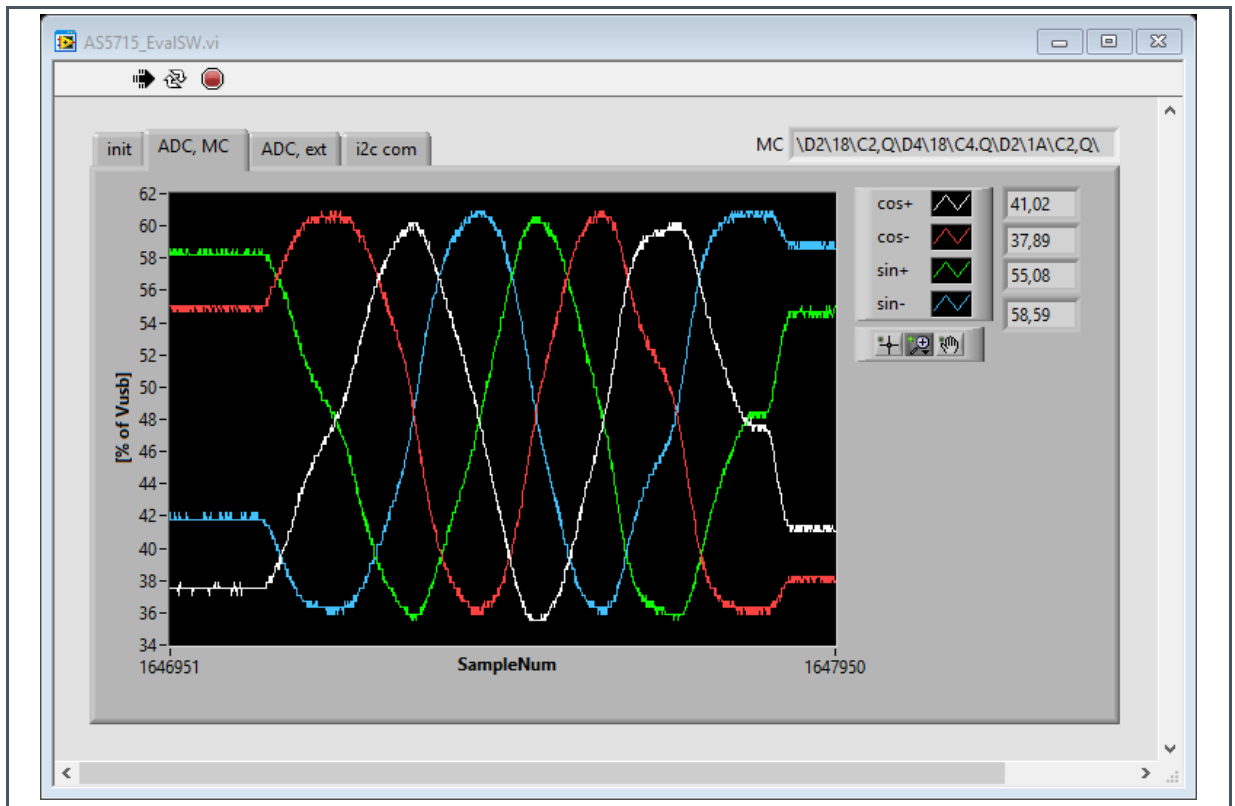 AS5715_EvalSW.vi
init ADC, MC ADC, ext i2c com
MC \D2\18\C2,Q\D4\18\C4.Q\D2\1A\C2,Q\
62
60
58
56
54
52
50
48
46
44
42
40
38
36
34
[% of Vusb]
1646951 SampleNum 1647950
cos+ 41,02
cos- 37,89
sin+ 55,08
sin- 58,59